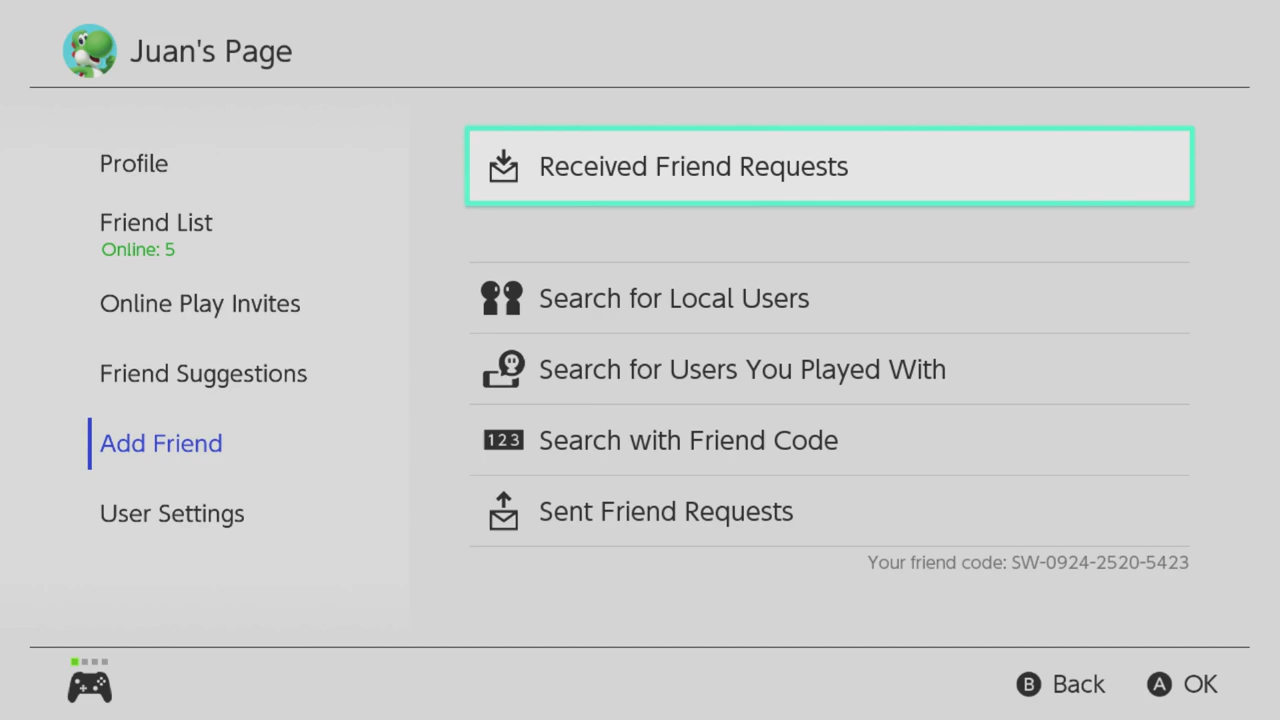 Juan's Page
Profile
Friend List
Online: 5
Online Play Invites
Friend Suggestions
Add Friend
User Settings
Received Friend Requests
Search for Local Users
Search for Users You Played With
123 Search with Friend Code
Sent Friend Requests
Your friend code: SW-0924-2520-5423
B Back
A OK